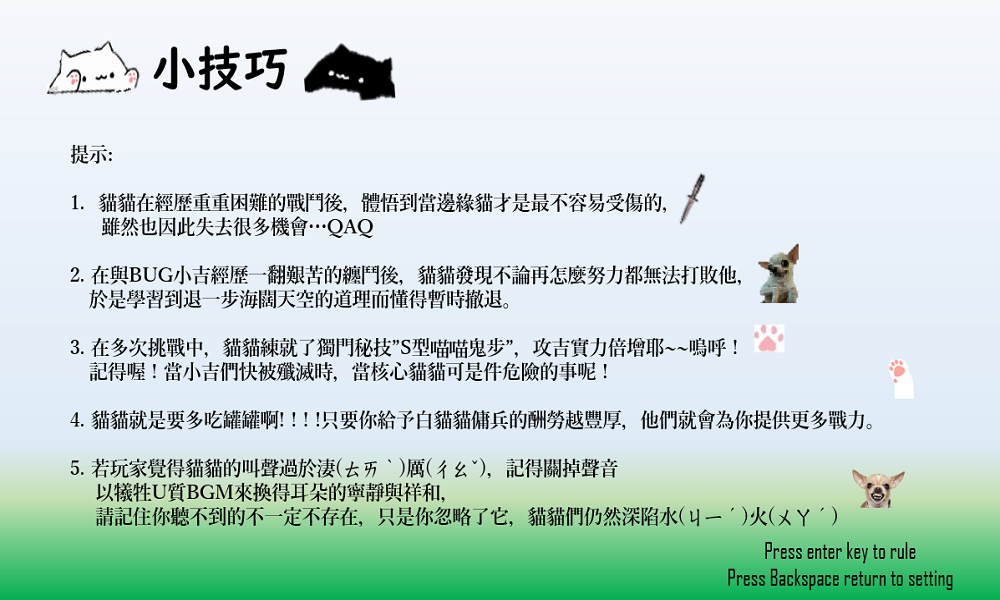 小技巧
提示:
1. 貓貓在經歷重重困難的戰鬥後，體悟到當邊緣貓才是最不容易受傷的，
雖然也因此失去很多機會…QAQ
2. 在與BUG小吉經歷一翻艱苦的纏鬥後，貓貓發現不論再怎麼努力都無法打敗他，
於是學習到退一步海闊天空的道理而懂得暫時撤退。
3. 在多次挑戰中，貓貓練就了獨門秘技”S型喵喵鬼步”，攻吉實力倍增耶~~嗚呼！
記得喔！當小吉們快被殲滅時，當核心貓貓可是件危險的事呢！
4. 貓貓就是要多吃罐罐啊!！！!只要你給予白貓貓傭兵的酬勞越豐厚，他們就會為你提供更多戰力。
5. 若玩家覺得貓貓的叫聲過於淒(ㄊㄞˋ)厲(ㄔㄠˇ)，記得關掉聲音
以犧牲U質BGM來換得耳朵的寧靜與祥和，
請記住你聽不到的不一定不存在，只是你忽略了它，貓貓們仍然深陷水(ㄐㄧˊ)火(ㄨㄚˊ)
Press enter key to rule
Press Backspace return to setting